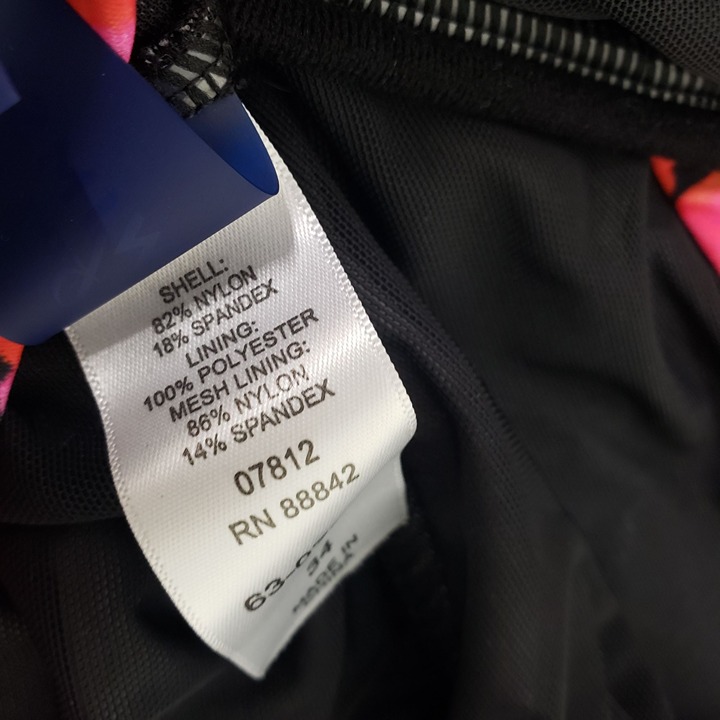 SHELL:
82% NYLON
18% SPANDEX
LINING:
100% POLYESTER
MESH LINING:
86% NYLON
14% SPANDEX
07812
RN 88842
34